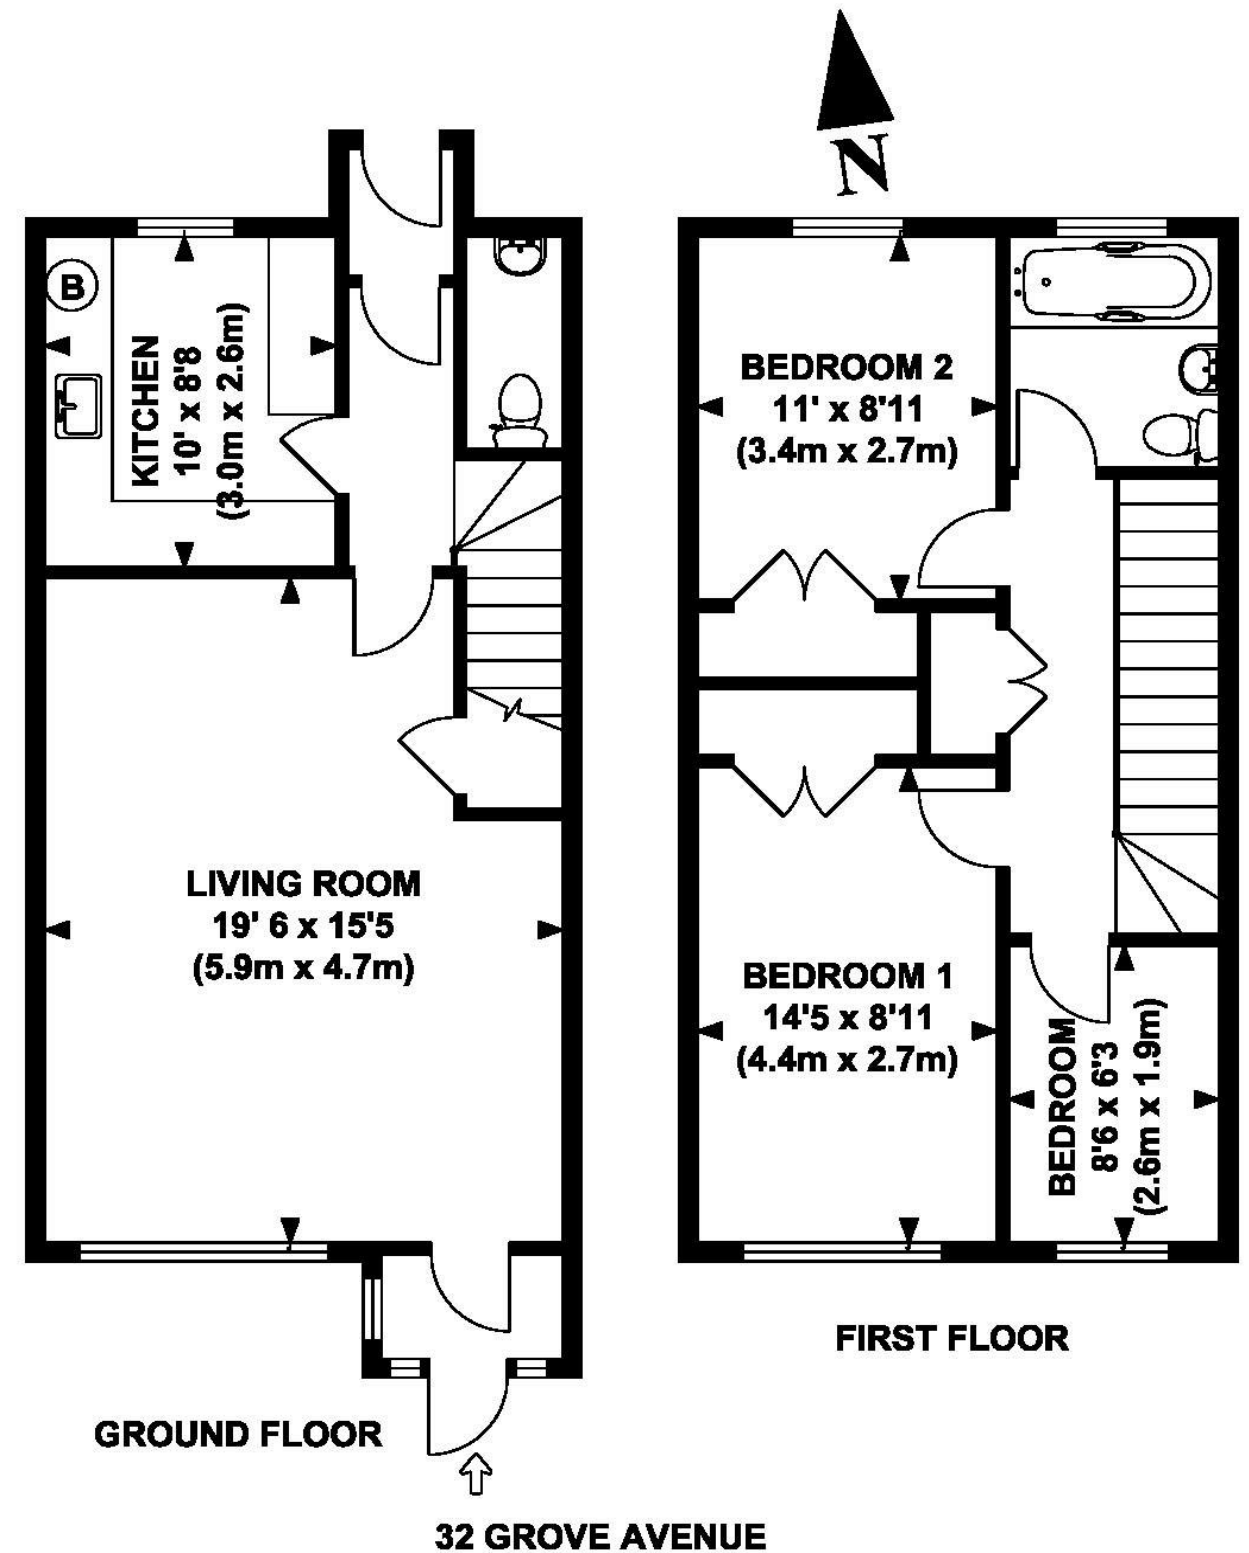 N
B
KITCHEN
10' x 8'8
(3.0m x 2.6m)
LIVING ROOM
19' 6 x 15'5
(5.9m x 4.7m)
GROUND FLOOR
BEDROOM 2
11' x 8'11
(3.4m x 2.7m)
BEDROOM 1
14'5 x 8'11
(4.4m x 2.7m)
BEDROOM
8'6 x 6'3
(2.6m x 1.9m)
FIRST FLOOR
32 GROVE AVENUE